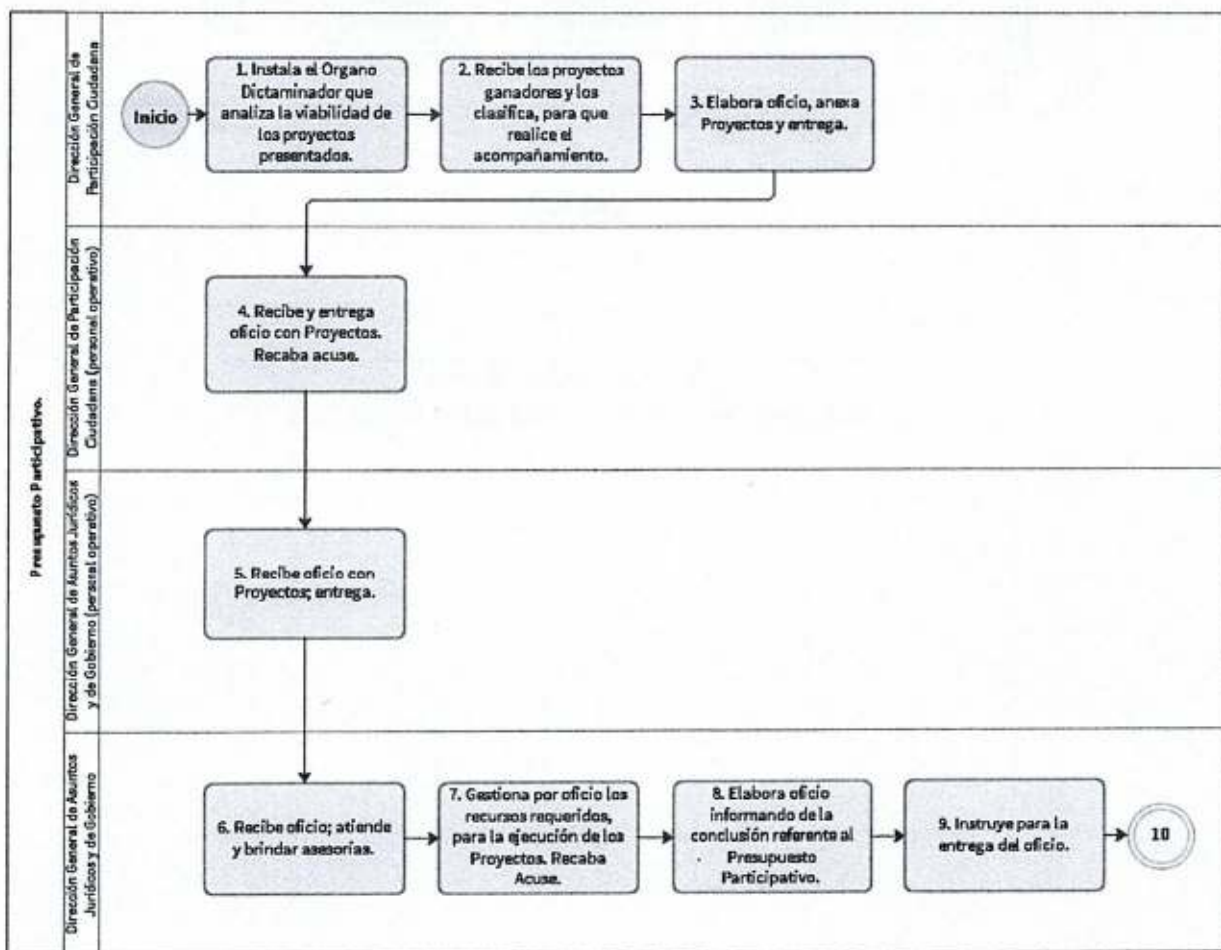 Presupuesto Participativo.
Dirección General de
Participación Ciudadana
Inicio
1. Instala el Organo
Dictaminador que
analiza la viabilidad de
los proyectos
presentados.
2. Recibe los proyectos
ganadores y los
clasifica, para que
realice el
acompañamiento.
3. Elabora oficio, anexa
Proyectos y entrega.
Dirección General de Participación
Ciudadana (personal operativo)
4. Recibe y entrega
oficio con Proyectos.
Recaba acuse.
Dirección General de Asuntos Jurídicos
y de Gobierno (personal operativo)
5. Recibe oficio con
Proyectos; entrega.
Dirección General de Asuntos
Jurídicos y de Gobierno
6. Recibe oficio; atiende
y brindar asesorías.
7. Gestiona por oficio los
recursos requeridos,
para la ejecución de los
Proyectos. Recaba
Acuse.
8. Elabora oficio
informando de la
conclusión referente al
Presupuesto
Participativo.
9. Instruye para la
entrega del oficio.
10